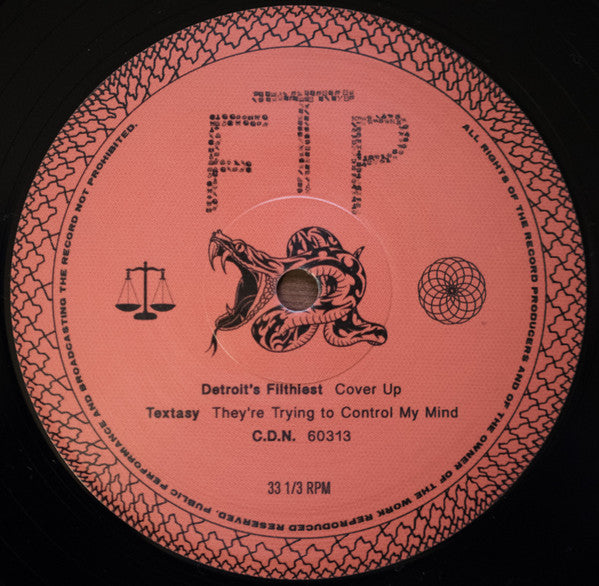 FTP
Detroit's Filthiest Cover Up
Textasy They're Trying to Control My Mind
C.D.N. 60313
33 1/3 RPM
ALL RIGHTS OF THE RECORD PRODUCERS AND OF THE OWNER OF THE WORK REPRODUCED RESERVED. PUBLIC PERFORMANCE AND BROADCASTING THE RECORD NOT PROHIBITED.